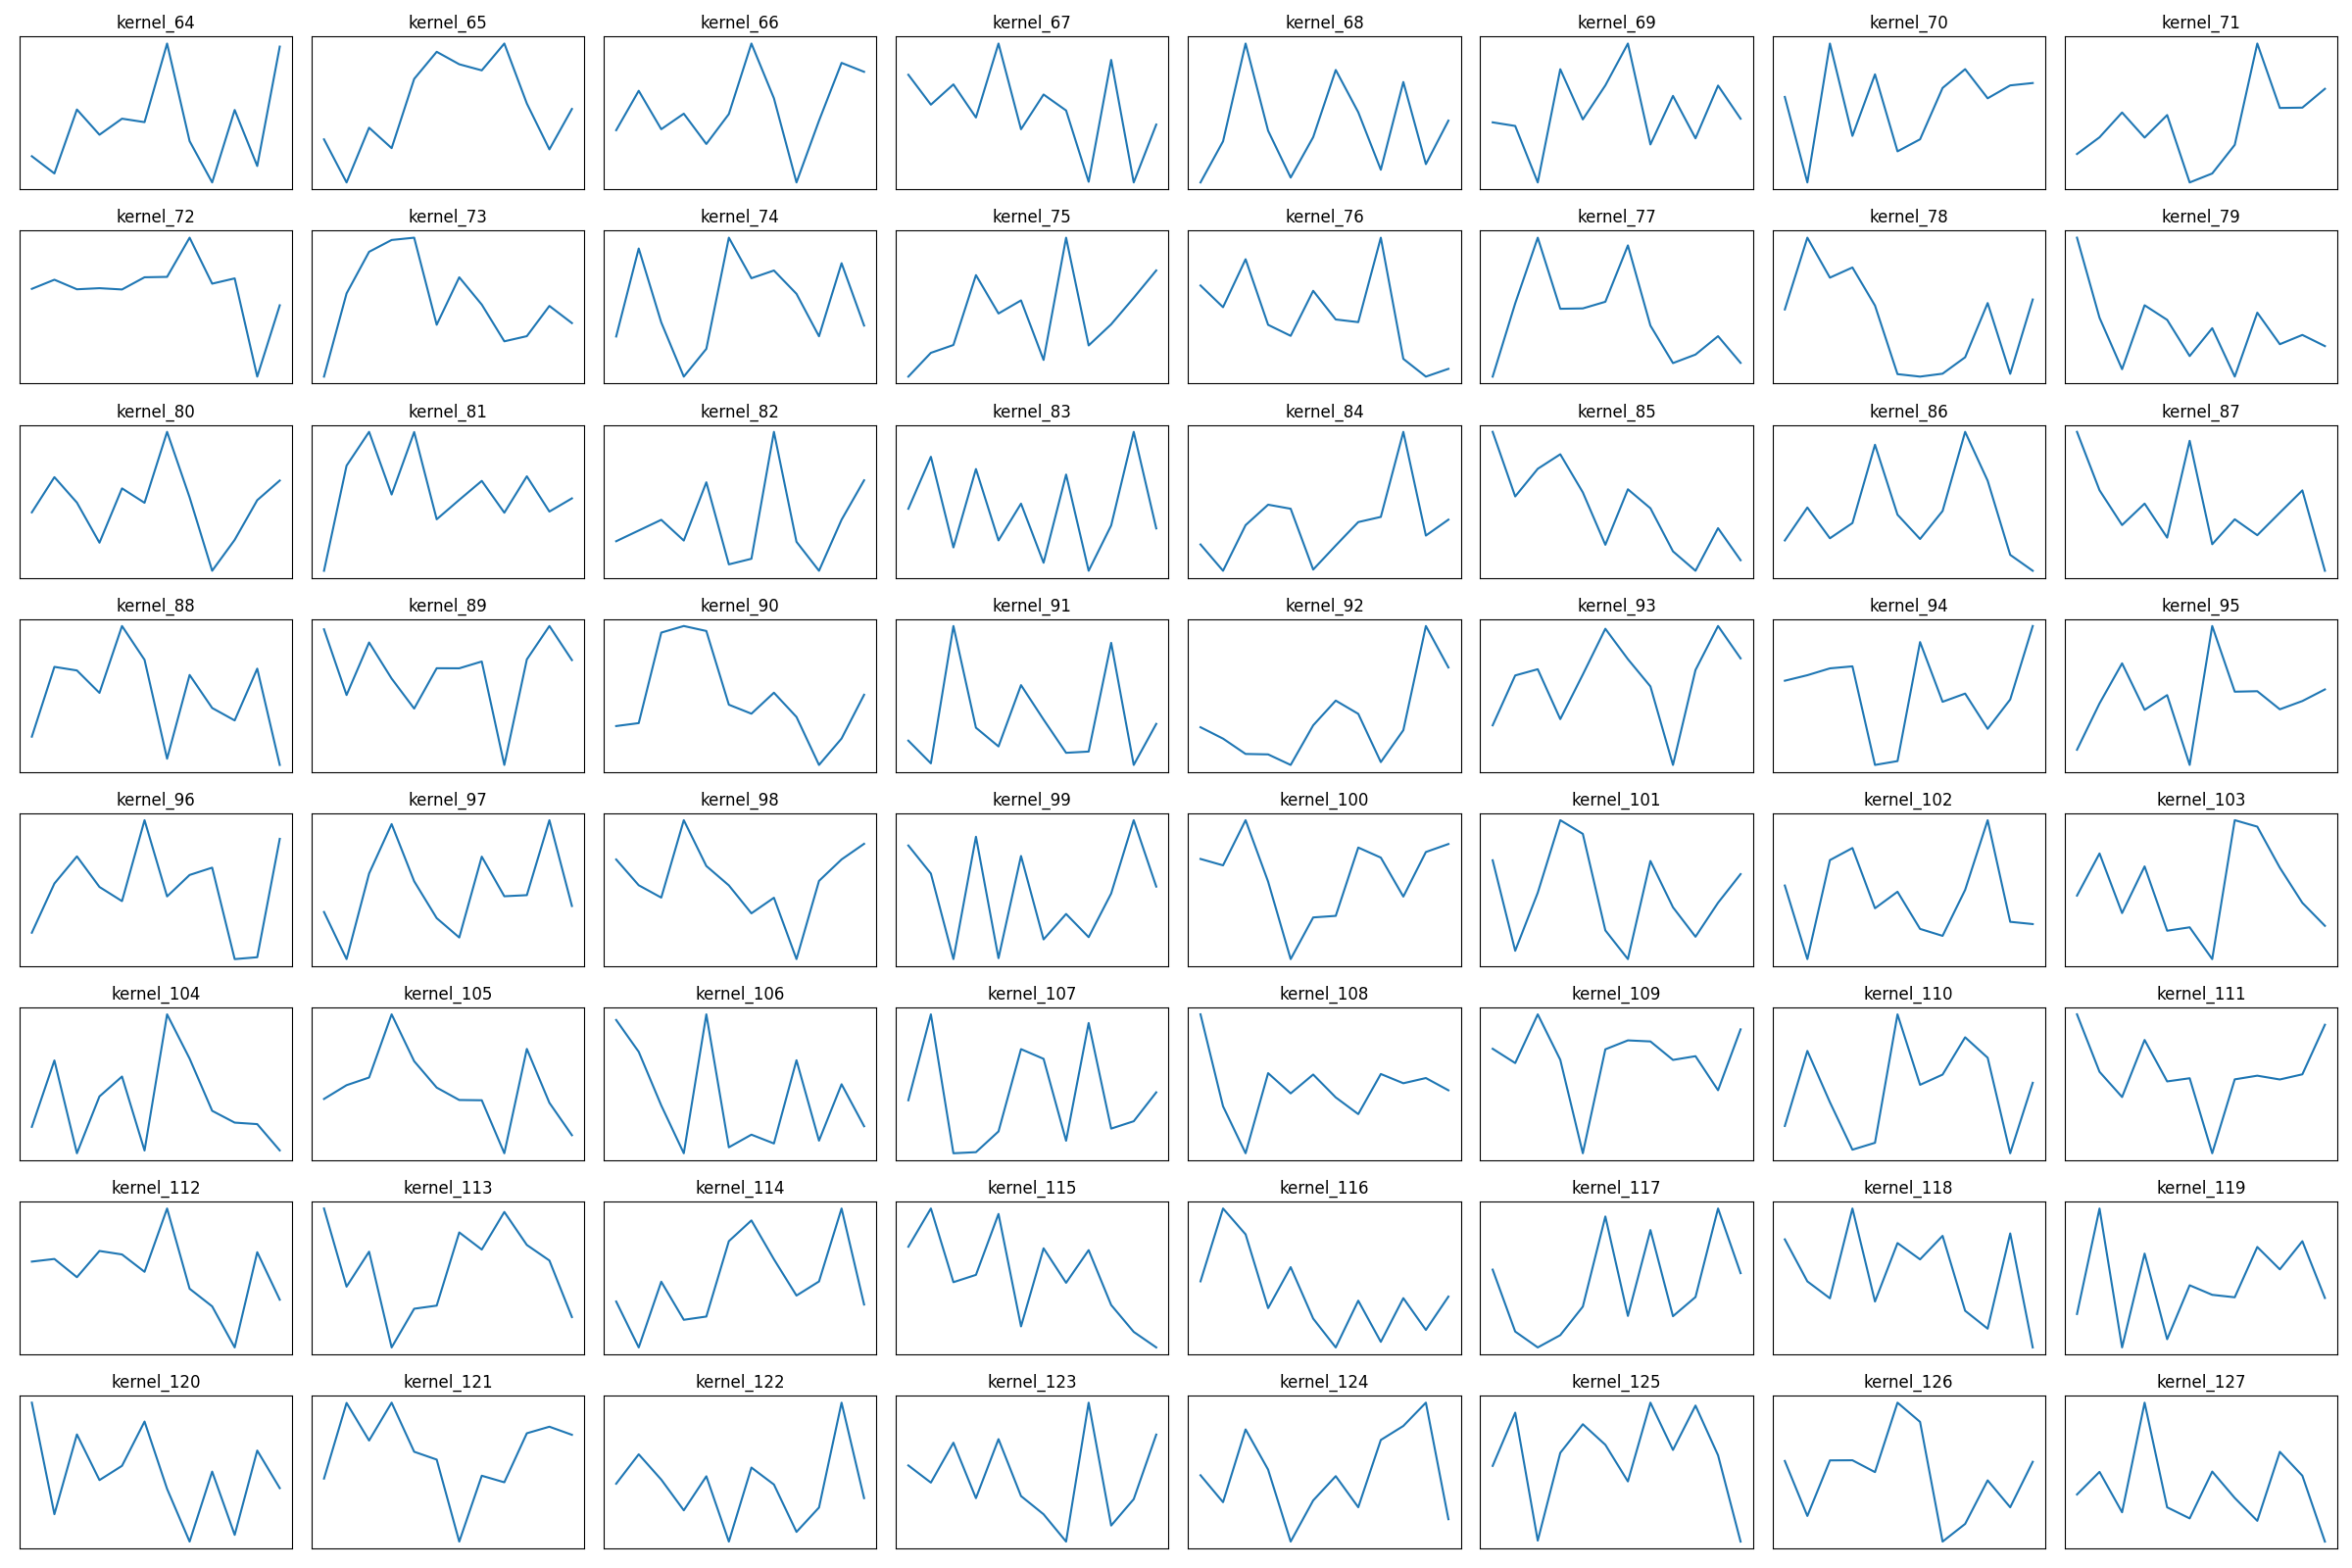 kernel_64 kernel_65 kernel_66 kernel_67 kernel_68 kernel_69 kernel_70 kernel_71
kernel_72 kernel_73 kernel_74 kernel_75 kernel_76 kernel_77 kernel_78 kernel_79
kernel_80 kernel_81 kernel_82 kernel_83 kernel_84 kernel_85 kernel_86 kernel_87
kernel_88 kernel_89 kernel_90 kernel_91 kernel_92 kernel_93 kernel_94 kernel_95
kernel_96 kernel_97 kernel_98 kernel_99 kernel_100 kernel_101 kernel_102 kernel_103
kernel_104 kernel_105 kernel_106 kernel_107 kernel_108 kernel_109 kernel_110 kernel_111
kernel_112 kernel_113 kernel_114 kernel_115 kernel_116 kernel_117 kernel_118 kernel_119
kernel_120 kernel_121 kernel_122 kernel_123 kernel_124 kernel_125 kernel_126 kernel_127